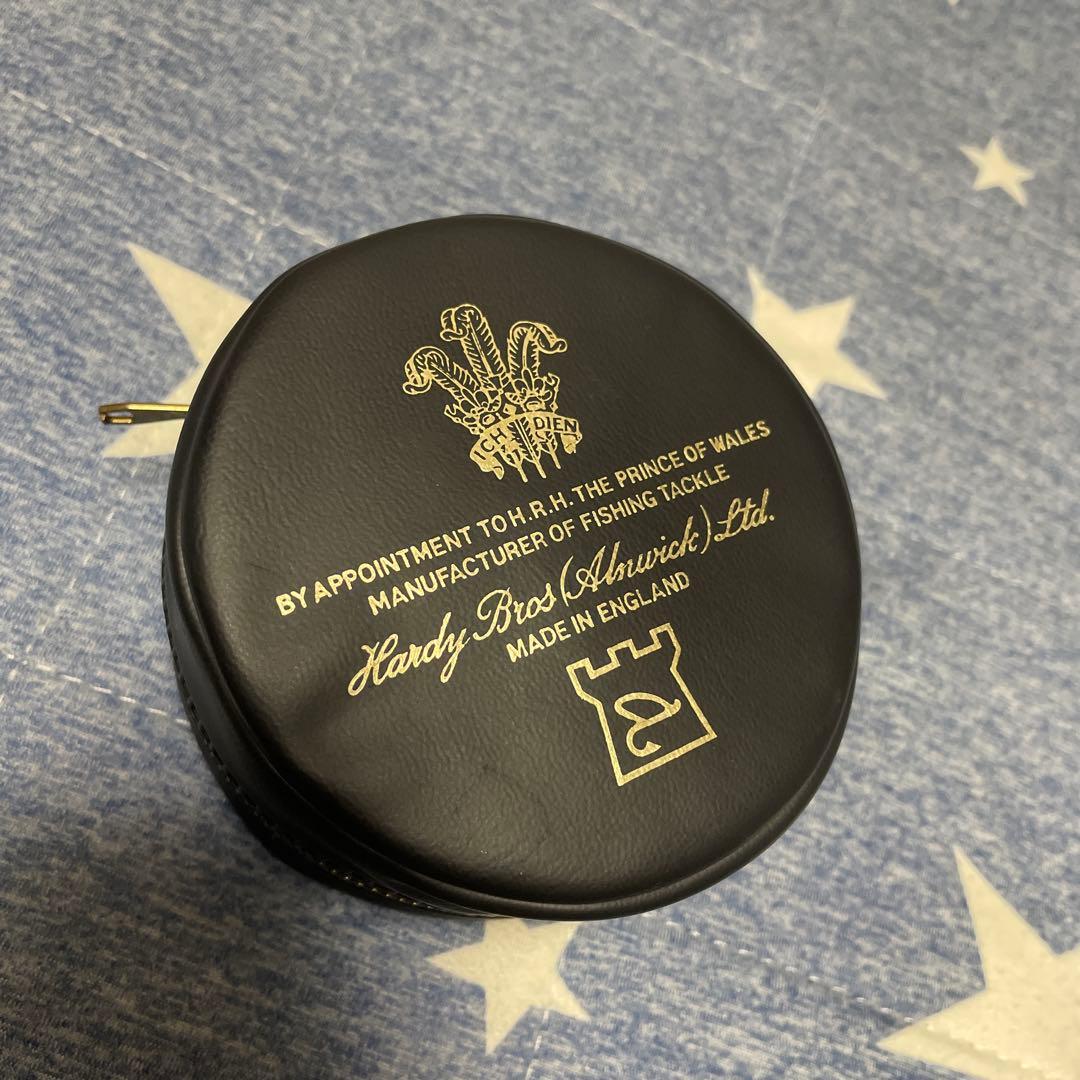 ICH DIEN
BY APPOINTMENT TO H.R.H. THE PRINCE OF WALES
MANUFACTURER OF FISHING TACKLE
Hardy Bros (Alnwick) Ltd.
MADE IN ENGLAND